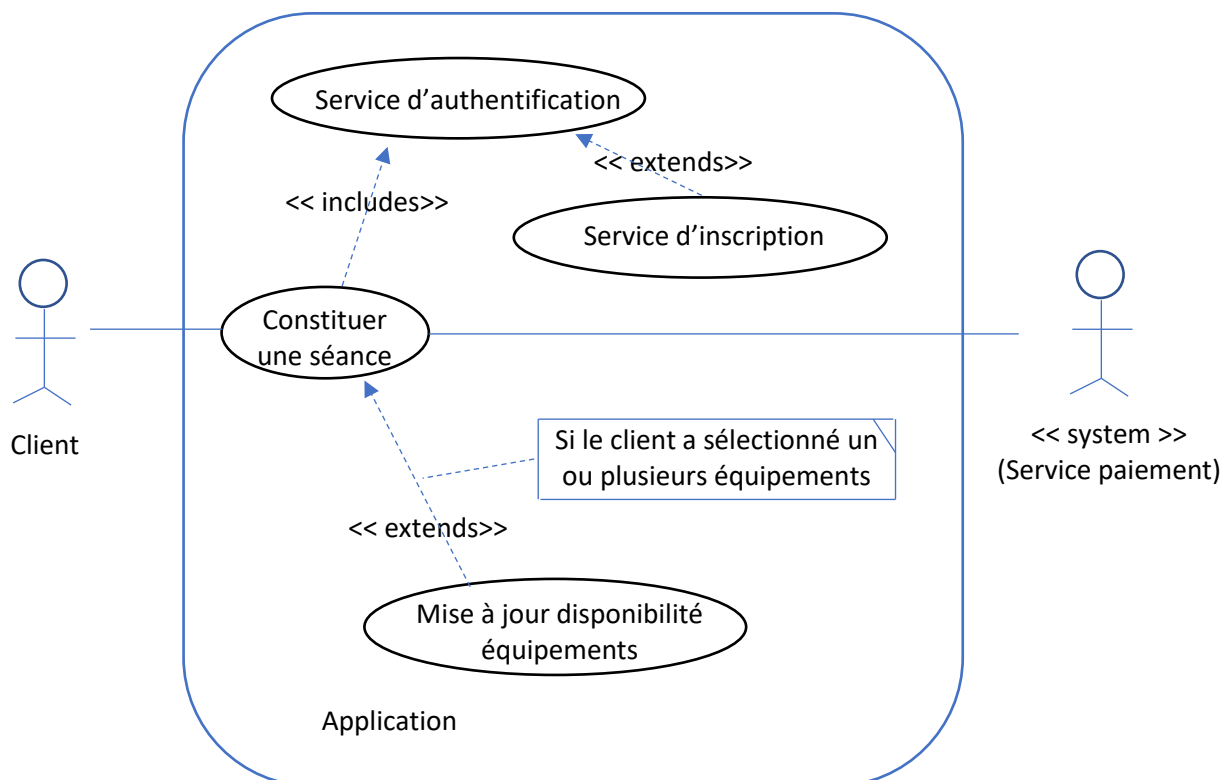 Service d’authentification
<< extends>>
<< includes>>
Service d’inscription
Constituer
une séance
Client
Si le client a sélectionné un
ou plusieurs équipements
<< system >>
(Service paiement)
<< extends>>
Mise à jour disponibilité
équipements
Application